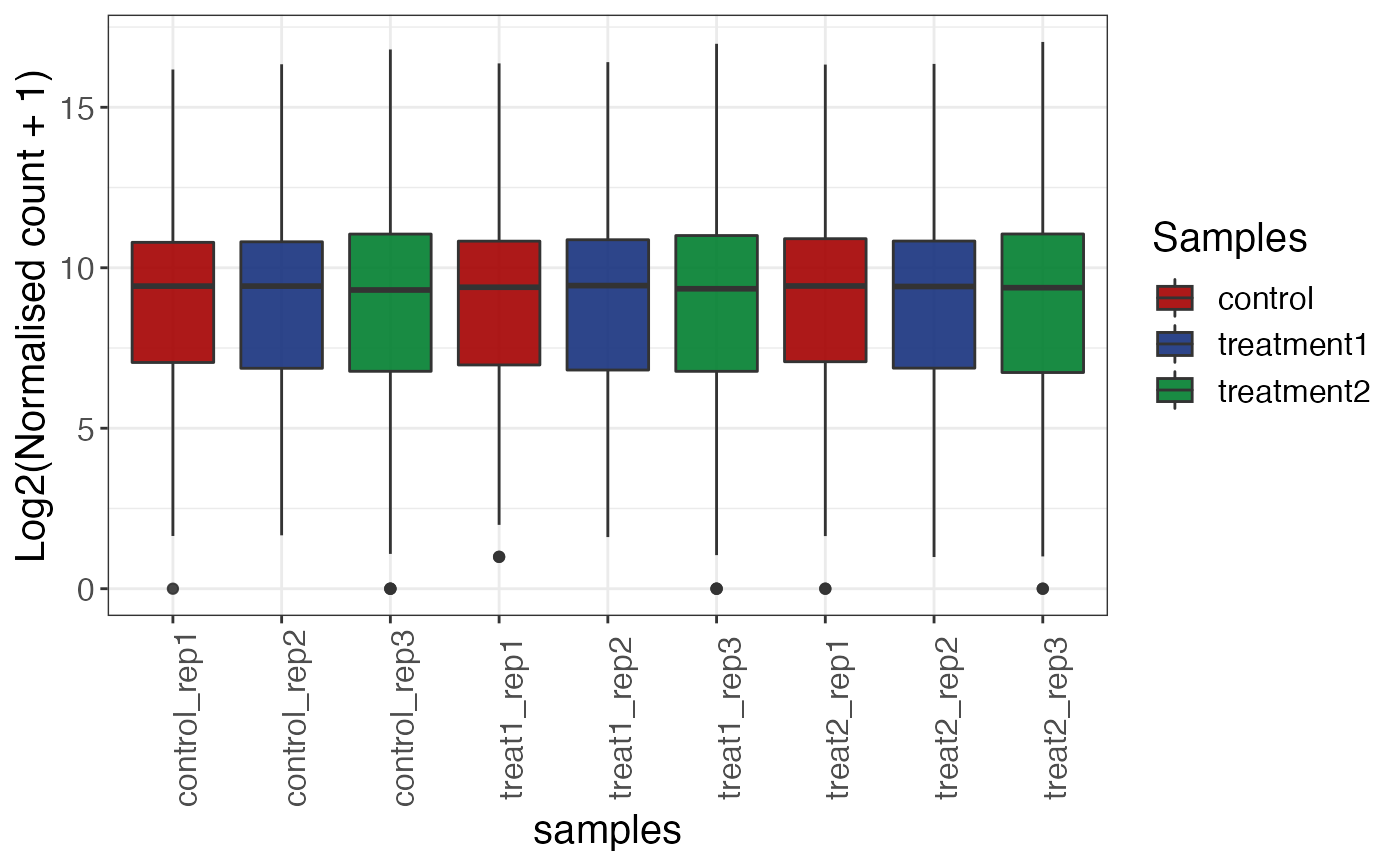 Log2(Normalised count + 1)
15
10
5
0
control_rep1
control_rep2
control_rep3
treat1_rep1
treat1_rep2
treat1_rep3
treat2_rep1
treat2_rep2
treat2_rep3
samples
Samples
control
treatment1
treatment2